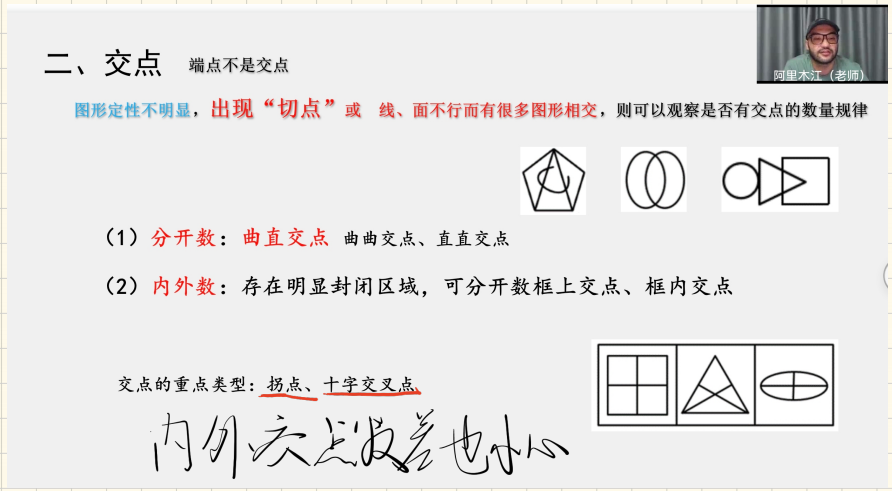 二、交点 端点不是交点
阿里木江（老师）
图形定性不明显，出现“切点”或 线、面不行而有很多图形相交，则可以观察是否有交点的数量规律
（1）分开数：曲直交点 曲曲交点、直直交点
（2）内外数：存在明显封闭区域，可分开数框上交点、框内交点
交点的重点类型：拐点、十字交叉点
内外交点数差也小心